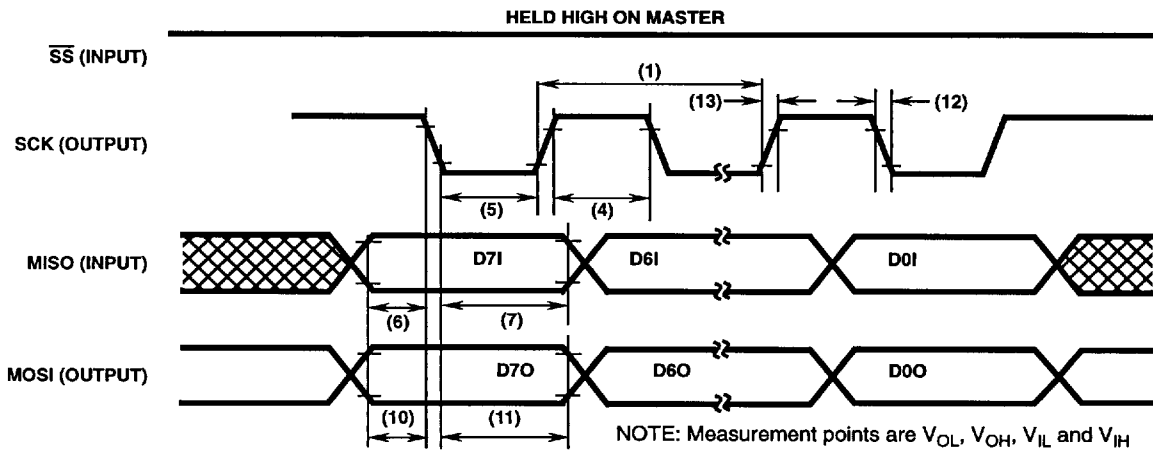 HELD HIGH ON MASTER
SS (INPUT)
(1)
(13)
(12)
SCK (OUTPUT)
(5)
(4)
MISO (INPUT)
D7I
D6I
D0I
(6)
(7)
MOSI (OUTPUT)
D7O
D6O
D0O
(10)
(11)
NOTE: Measurement points are VOL, VOH, VIL and VIH